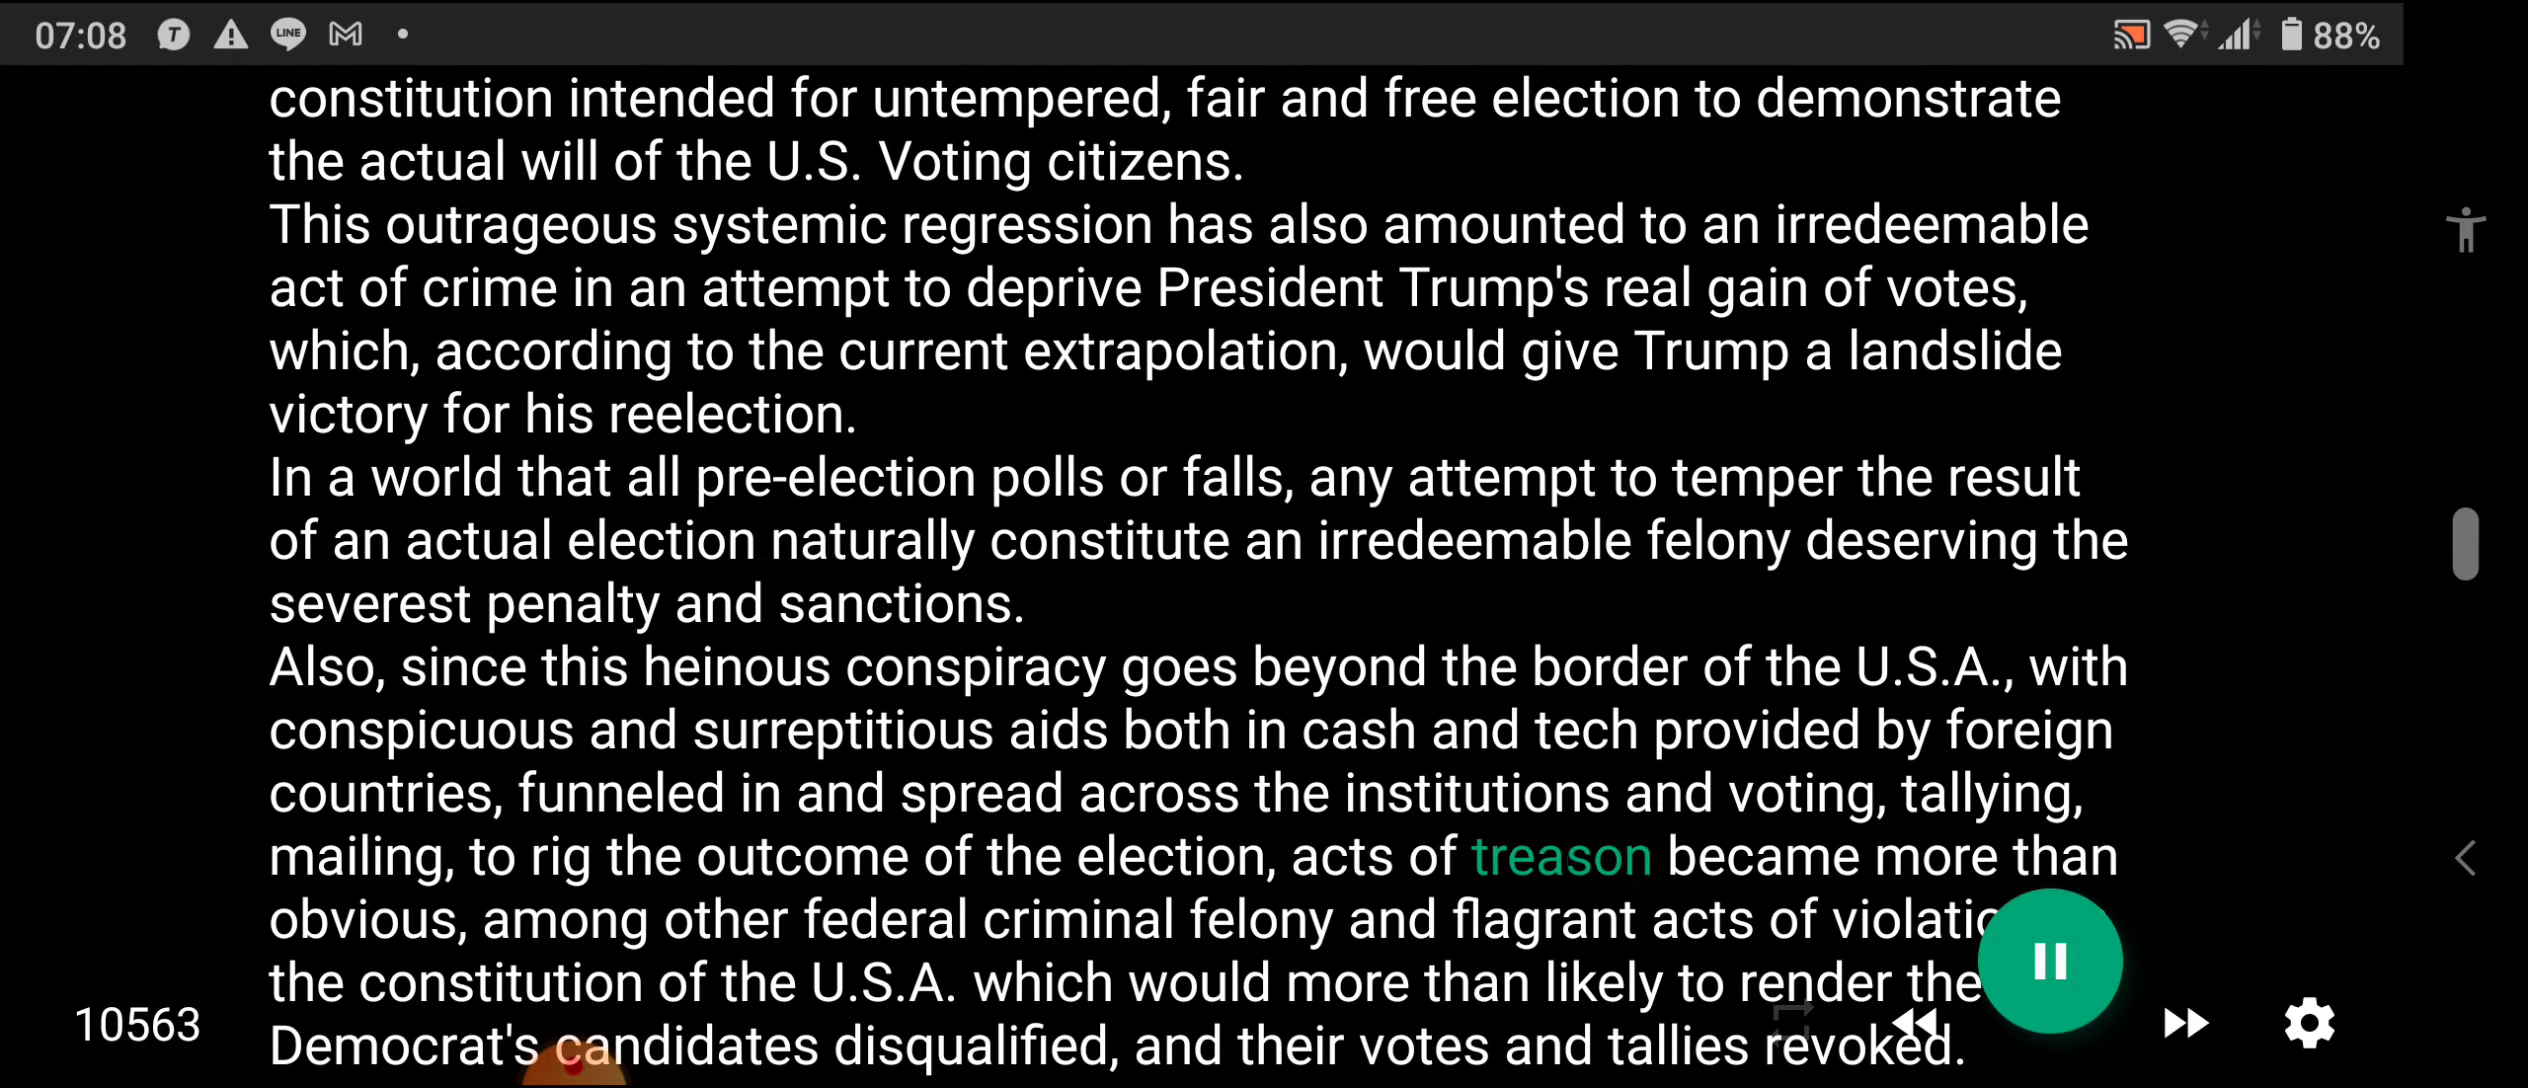 07:08 T LINE 88%
constitution intended for untempered, fair and free election to demonstrate
the actual will of the U.S. Voting citizens.
This outrageous systemic regression has also amounted to an irredeemable
act of crime in an attempt to deprive President Trump's real gain of votes,
which, according to the current extrapolation, would give Trump a landslide
victory for his reelection.
In a world that all pre-election polls or falls, any attempt to temper the result
of an actual election naturally constitute an irredeemable felony deserving the
severest penalty and sanctions.
Also, since this heinous conspiracy goes beyond the border of the U.S.A., with
conspicuous and surreptitious aids both in cash and tech provided by foreign
countries, funneled in and spread across the institutions and voting, tallying,
mailing, to rig the outcome of the election, acts of treason became more than
obvious, among other federal criminal felony and flagrant acts of
the constitution of the U.S.A. which would more than likely to render the
10563
Democrat's candidates disqualified, and their votes and tallies revoked.